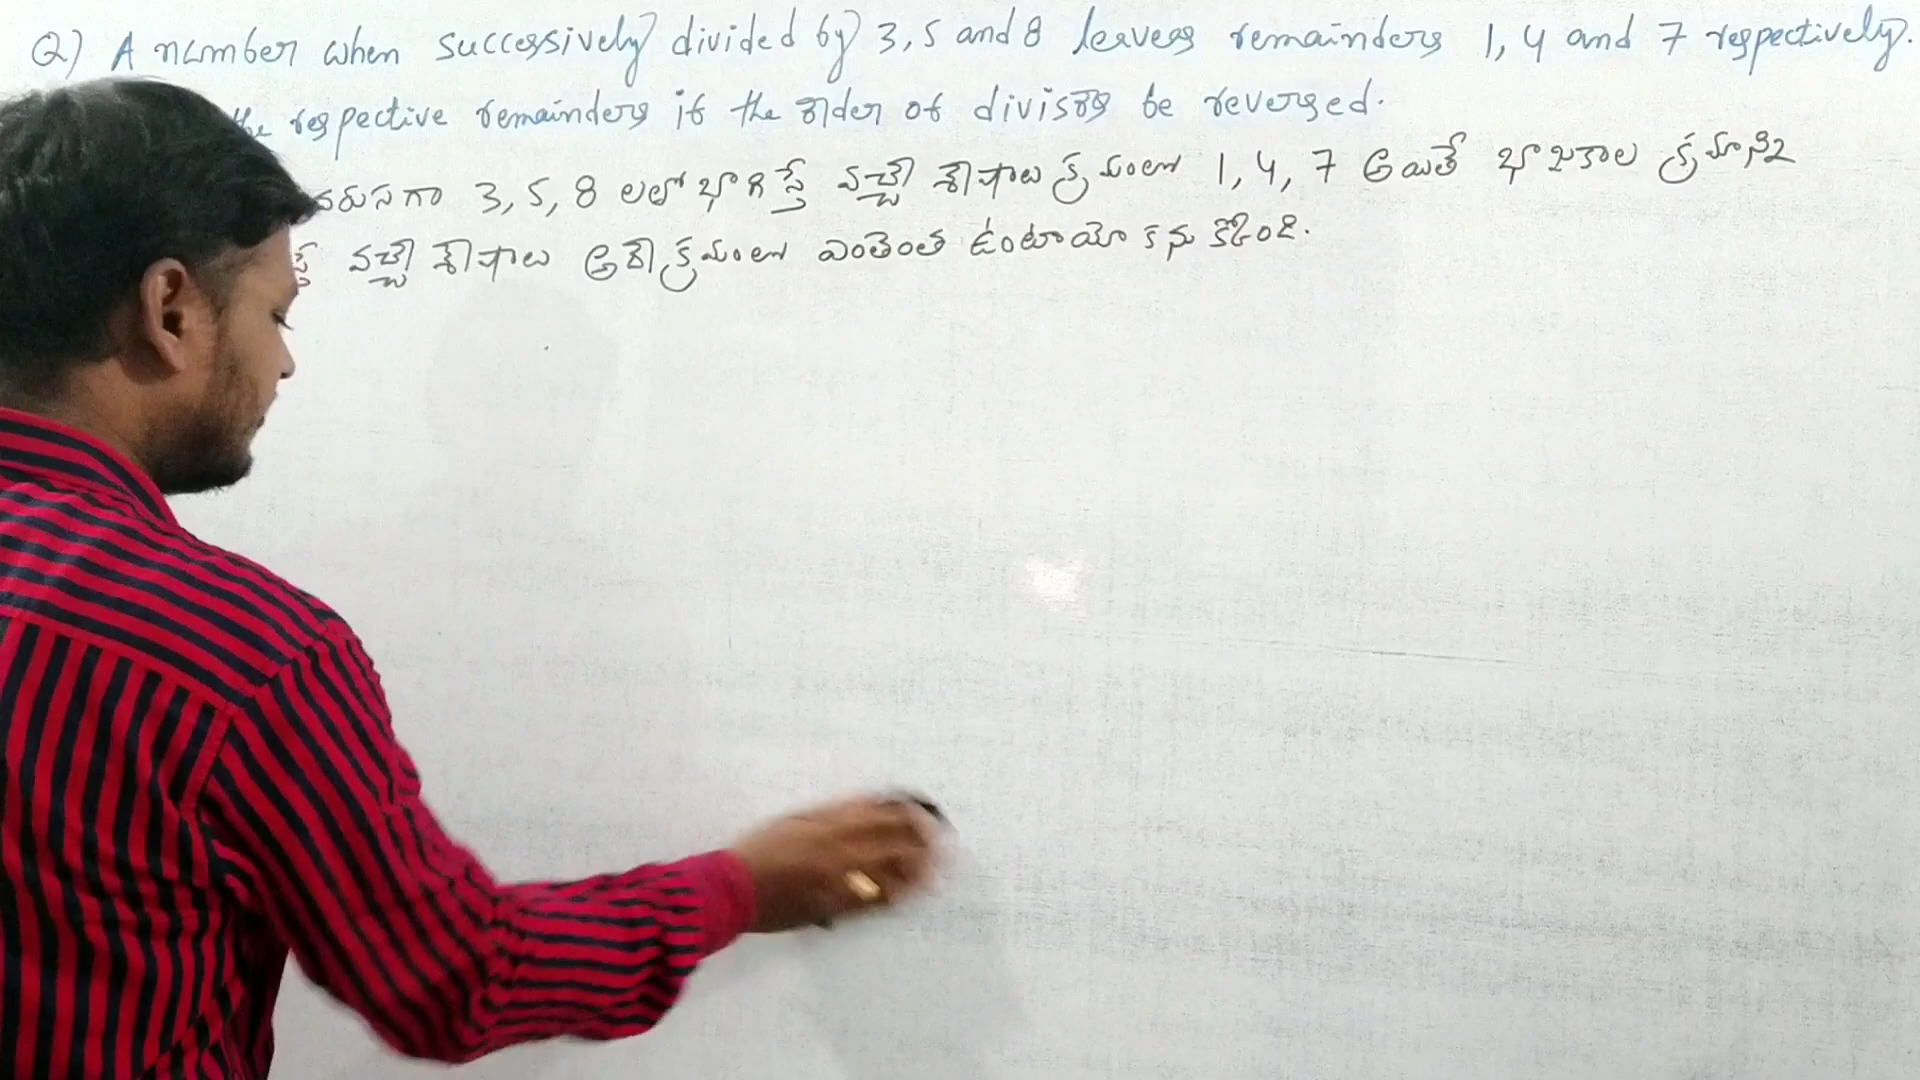 Q) A number when successively divided by 3, 5 and 8 leaves remainders 1, 4 and 7 respectively.
the respective remainders if the order of divisors be reversed.
వరుసగా 3, 5, 8 లలో భాగిస్తే వచ్చే శేషాలు క్రమంలో 1, 4, 7 అయితే భాజకాల క్రమాన్ని
వచ్చే శేషాలు అదే క్రమంలో ఎంతెంత ఉంటాయో కనుక్కోండి.